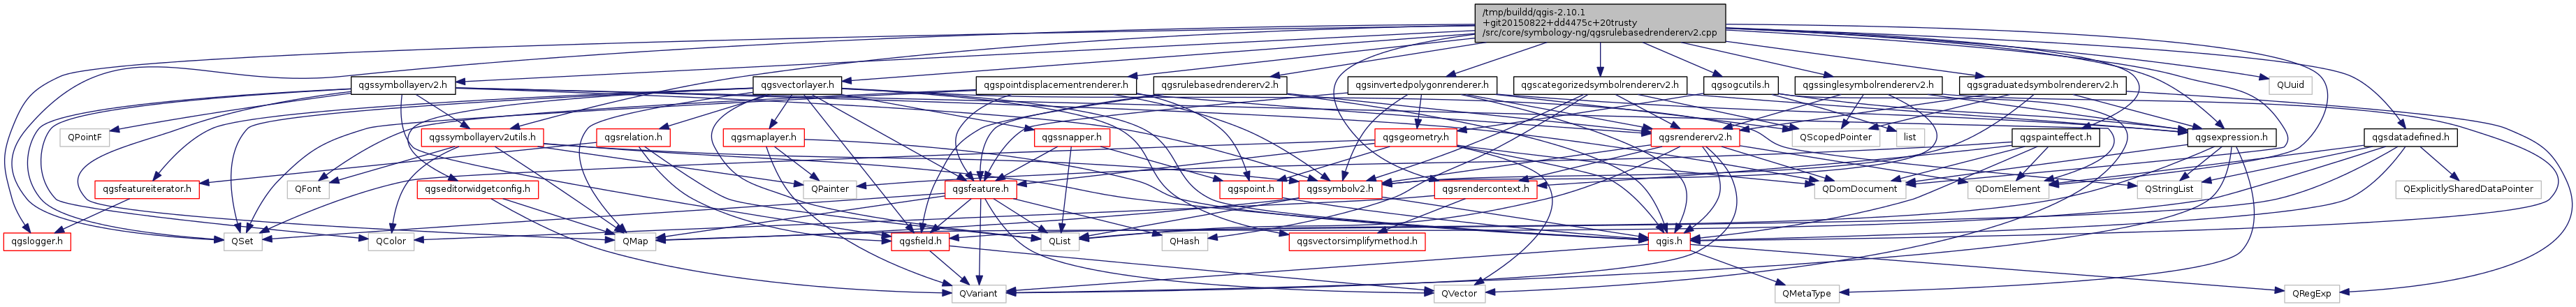 /tmp/buildd/qgis-2.10.1
+git20150822+dd4475c+20trusty
/src/core/symbology-ng/qgsrulebasedrendererv2.cpp
qgssymbollayerv2.h
qgsvectorlayer.h
qgspointdisplacementrenderer.h
qgsrulebasedrendererv2.h
qgsinvertedpolygonrenderer.h
qgscategorizedsymbolrendererv2.h
qgsogcutils.h
qgssinglesymbolrendererv2.h
qgsgraduatedsymbolrendererv2.h
QUuid
QPointF
qgssymbollayerv2utils.h
qgsrelation.h
qgsmaplayer.h
qgssnapper.h
qgsgeometry.h
qgsrendererv2.h
QScopedPointer
list
qgspainteffect.h
qgsexpression.h
qgsdatadefined.h
qgsfeatureiterator.h
QFont
qgseditorwidgetconfig.h
QPainter
qgsfeature.h
qgspoint.h
qgssymbolv2.h
qgsrendercontext.h
QDomDocument
QDomElement
QStringList
QExplicitlySharedDataPointer
qgslogger.h
QSet
QColor
QMap
qgsfield.h
QList
QHash
qgsvectorsimplifymethod.h
qgis.h
QVariant
QVector
QMetaType
QRegExp